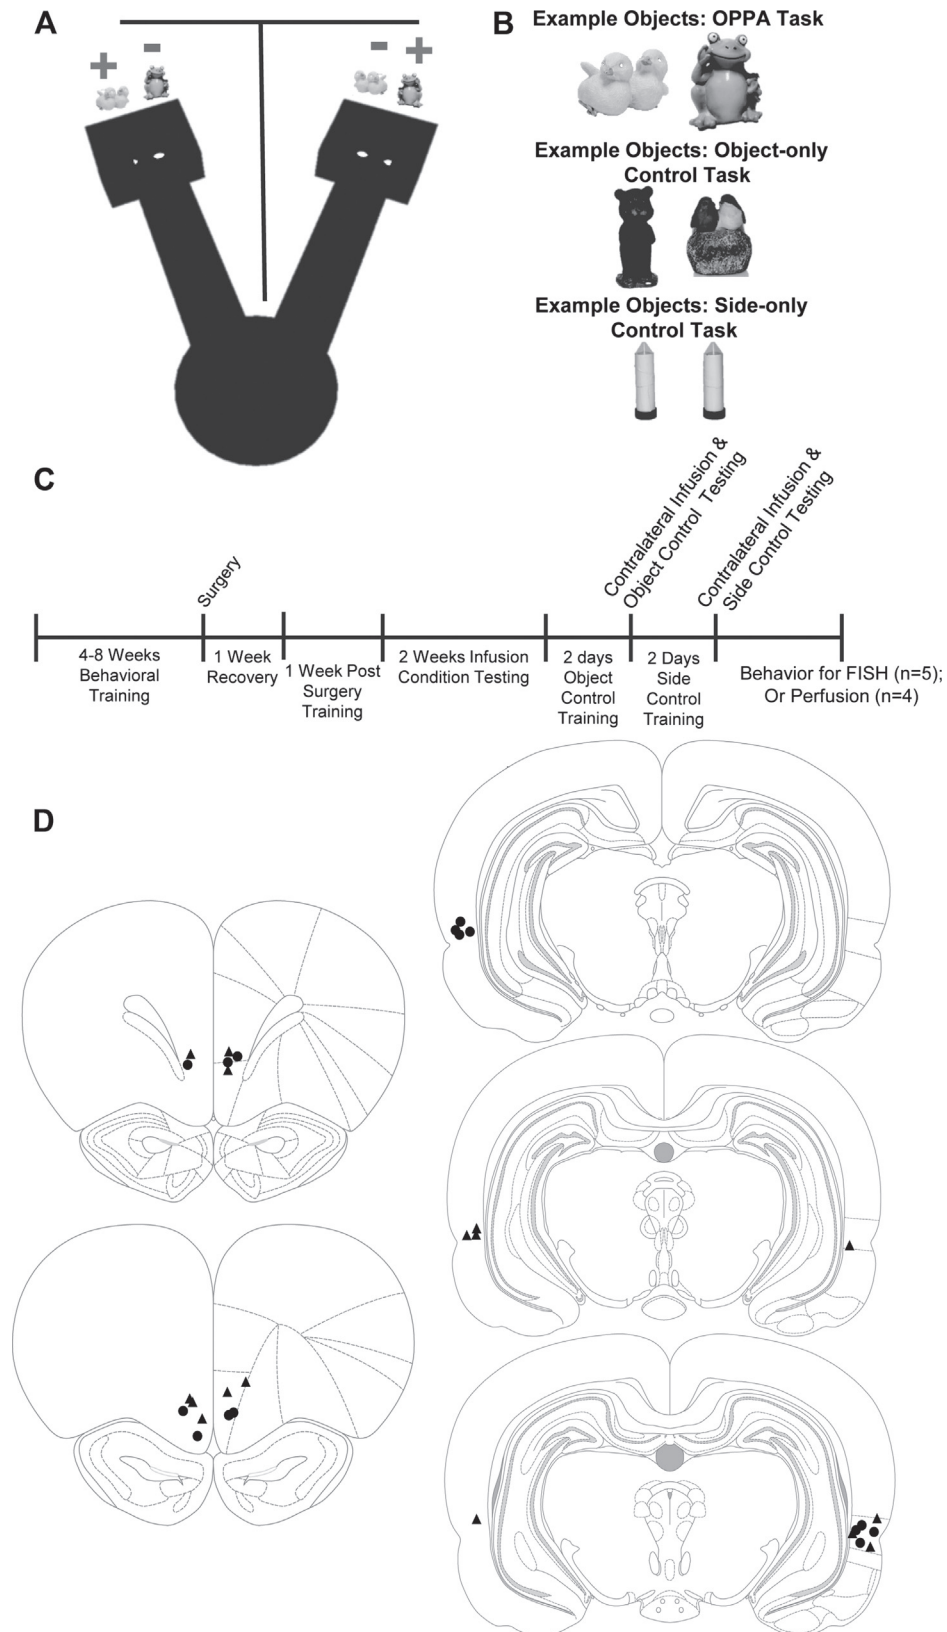 A
+ -
- +
B
Example Objects: OPPA Task
Example Objects: Object-only
Control Task
Example Objects: Side-only
Control Task
C
Surgery
Contralateral Infusion &
Object Control Testing
Contralateral Infusion &
Side Control Testing
4-8 Weeks
Behavioral
Training
1 Week
Recovery
1 Week Post
Surgery
Training
2 Weeks Infusion
Condition Testing
2 days
Object
Control
Training
2 Days
Side
Control
Training
Behavior for FISH (n=5);
Or Perfusion (n=4)
D